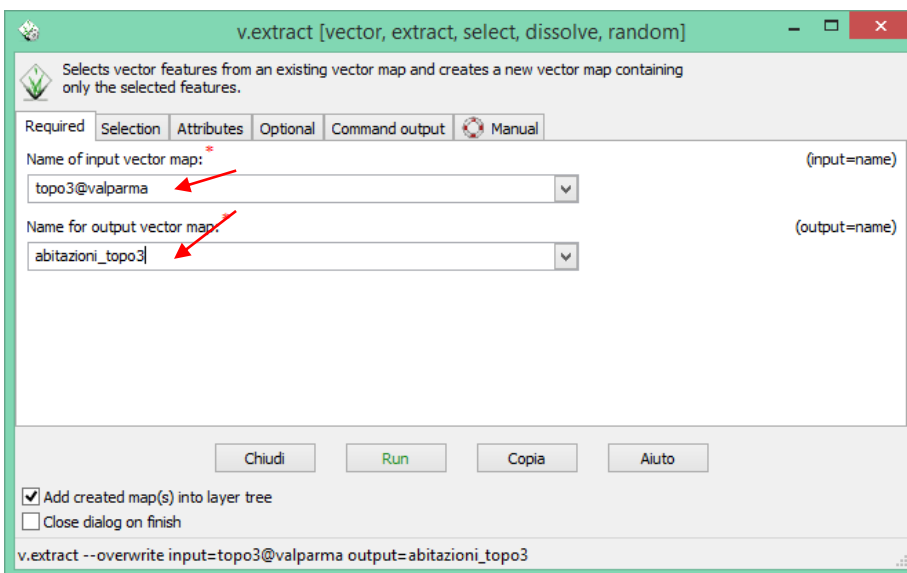 v.extract [vector, extract, select, dissolve, random]
Selects vector features from an existing vector map and creates a new vector map containing
only the selected features.
Required Selection Attributes Optional Command output Manual
Name of input vector map:* (input=name)
topo3@valparma
Name for output vector map:* (output=name)
abitazioni_topo3
Chiudi Run Copia Aiuto
Add created map(s) into layer tree
Close dialog on finish
v.extract --overwrite input=topo3@valparma output=abitazioni_topo3